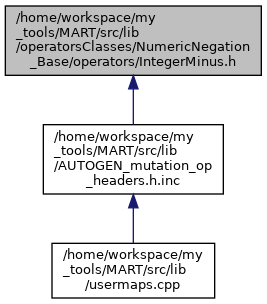 /home/workspace/my
_tools/MART/src/lib
/operatorsClasses/NumericNegation
_Base/operators/IntegerMinus.h
/home/workspace/my
_tools/MART/src/lib
/AUTOGEN_mutation_op
_headers.h.inc
/home/workspace/my
_tools/MART/src/lib
/usermaps.cpp